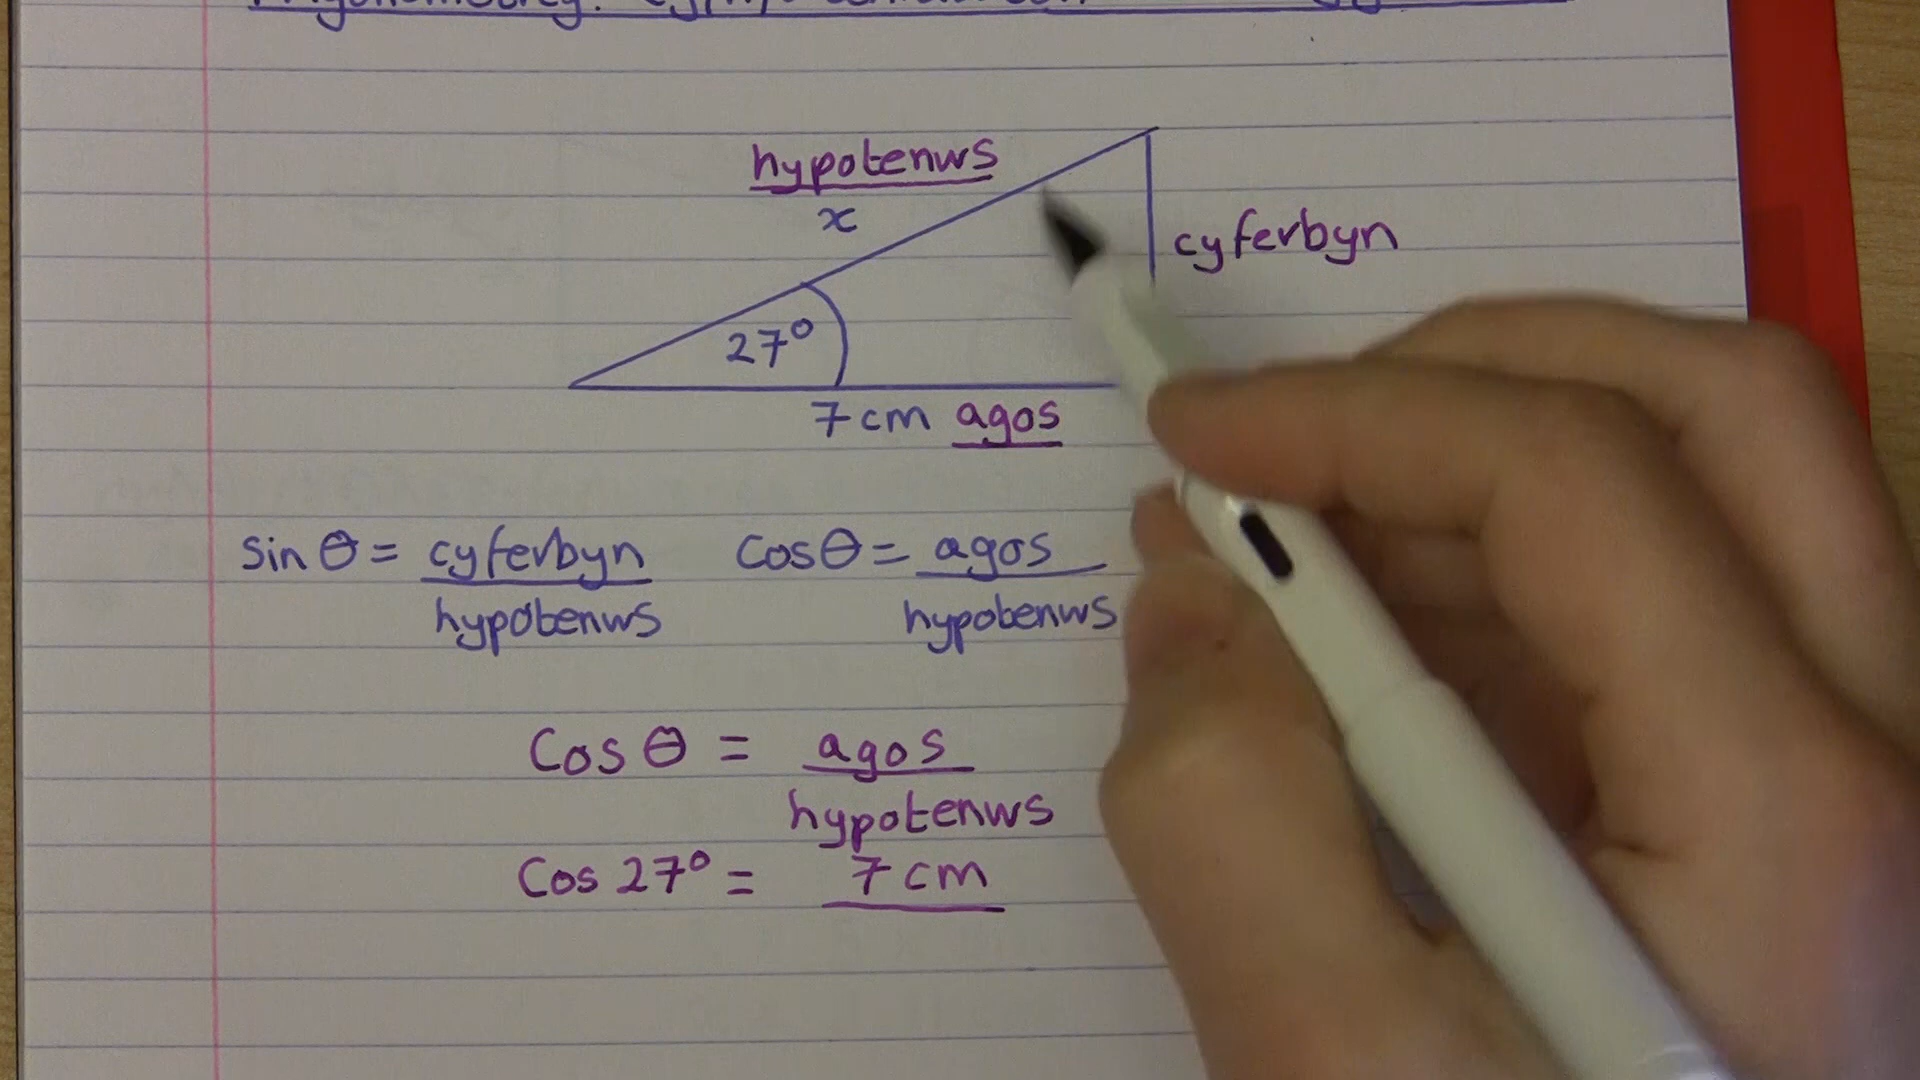 hypotenws
x
cyferbyn
27°
7 cm agos
sin θ = cyferbyn
hypotenws
cos θ = agos
hypotenws
Cos θ = agos
hypotenws
Cos 27° = 7 cm